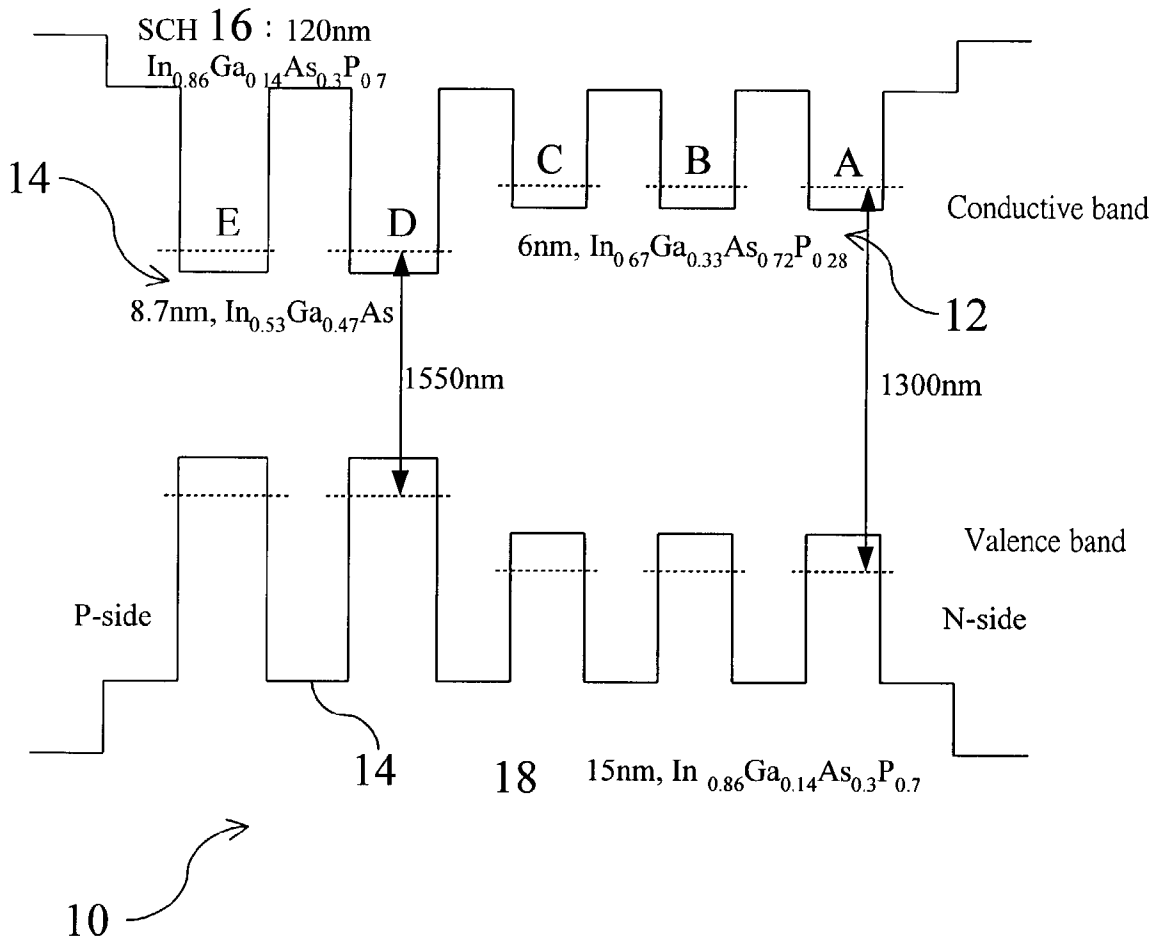 SCH 16 : 120nm
In0.86Ga0 14As0.3P0 7
14
E
D
C
B
A
Conductive band
6nm, In0 67Ga0.33As0 72P0 28
8.7nm, In0.53Ga0.47As
12
1550nm
1300nm
Valence band
P-side
N-side
14
18
15nm, In 0.86Ga0.14As0.3P0.7
10